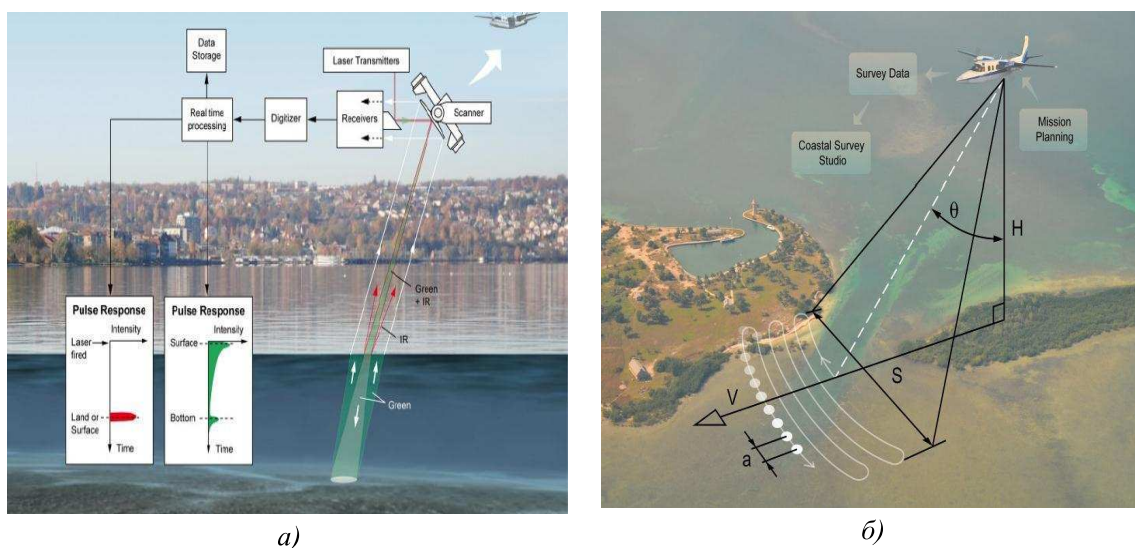 Data
Storage
Laser Transmitters
Real time
processing
Digitizer
Receivers
Scanner
Green
+ IR
IR
Green
Pulse Response
Intensity
Laser
fired
Land or
Surface
Time
Pulse Response
Intensity
Surface
Bottom
Time
а)
Survey Data
Mission
Planning
Coastal Survey
Studio
θ
H
S
V
a
б)